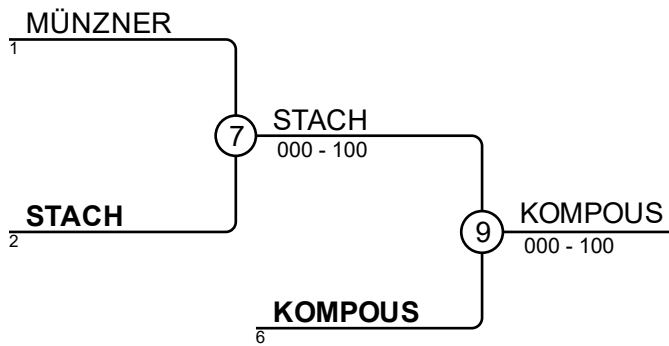 MÜNZNER
1
7
STACH
000 - 100
STACH
2
9
KOMPOUS
000 - 100
KOMPOUS
6